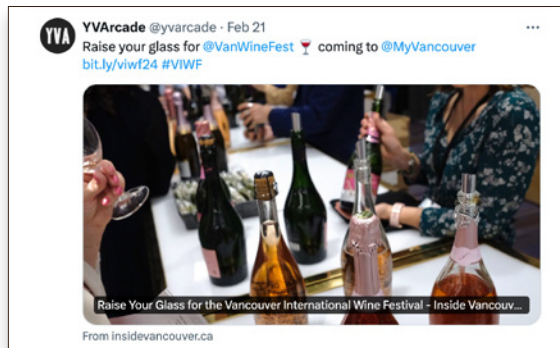 YVA
YVArcade @yvarcade · Feb 21
Raise your glass for @VanWineFest 🍷 coming to @MyVancouver
bit.ly/viwf24 #VIWF
Raise Your Glass for the Vancouver International Wine Festival - Inside Vancouv...
From insidevancouver.ca